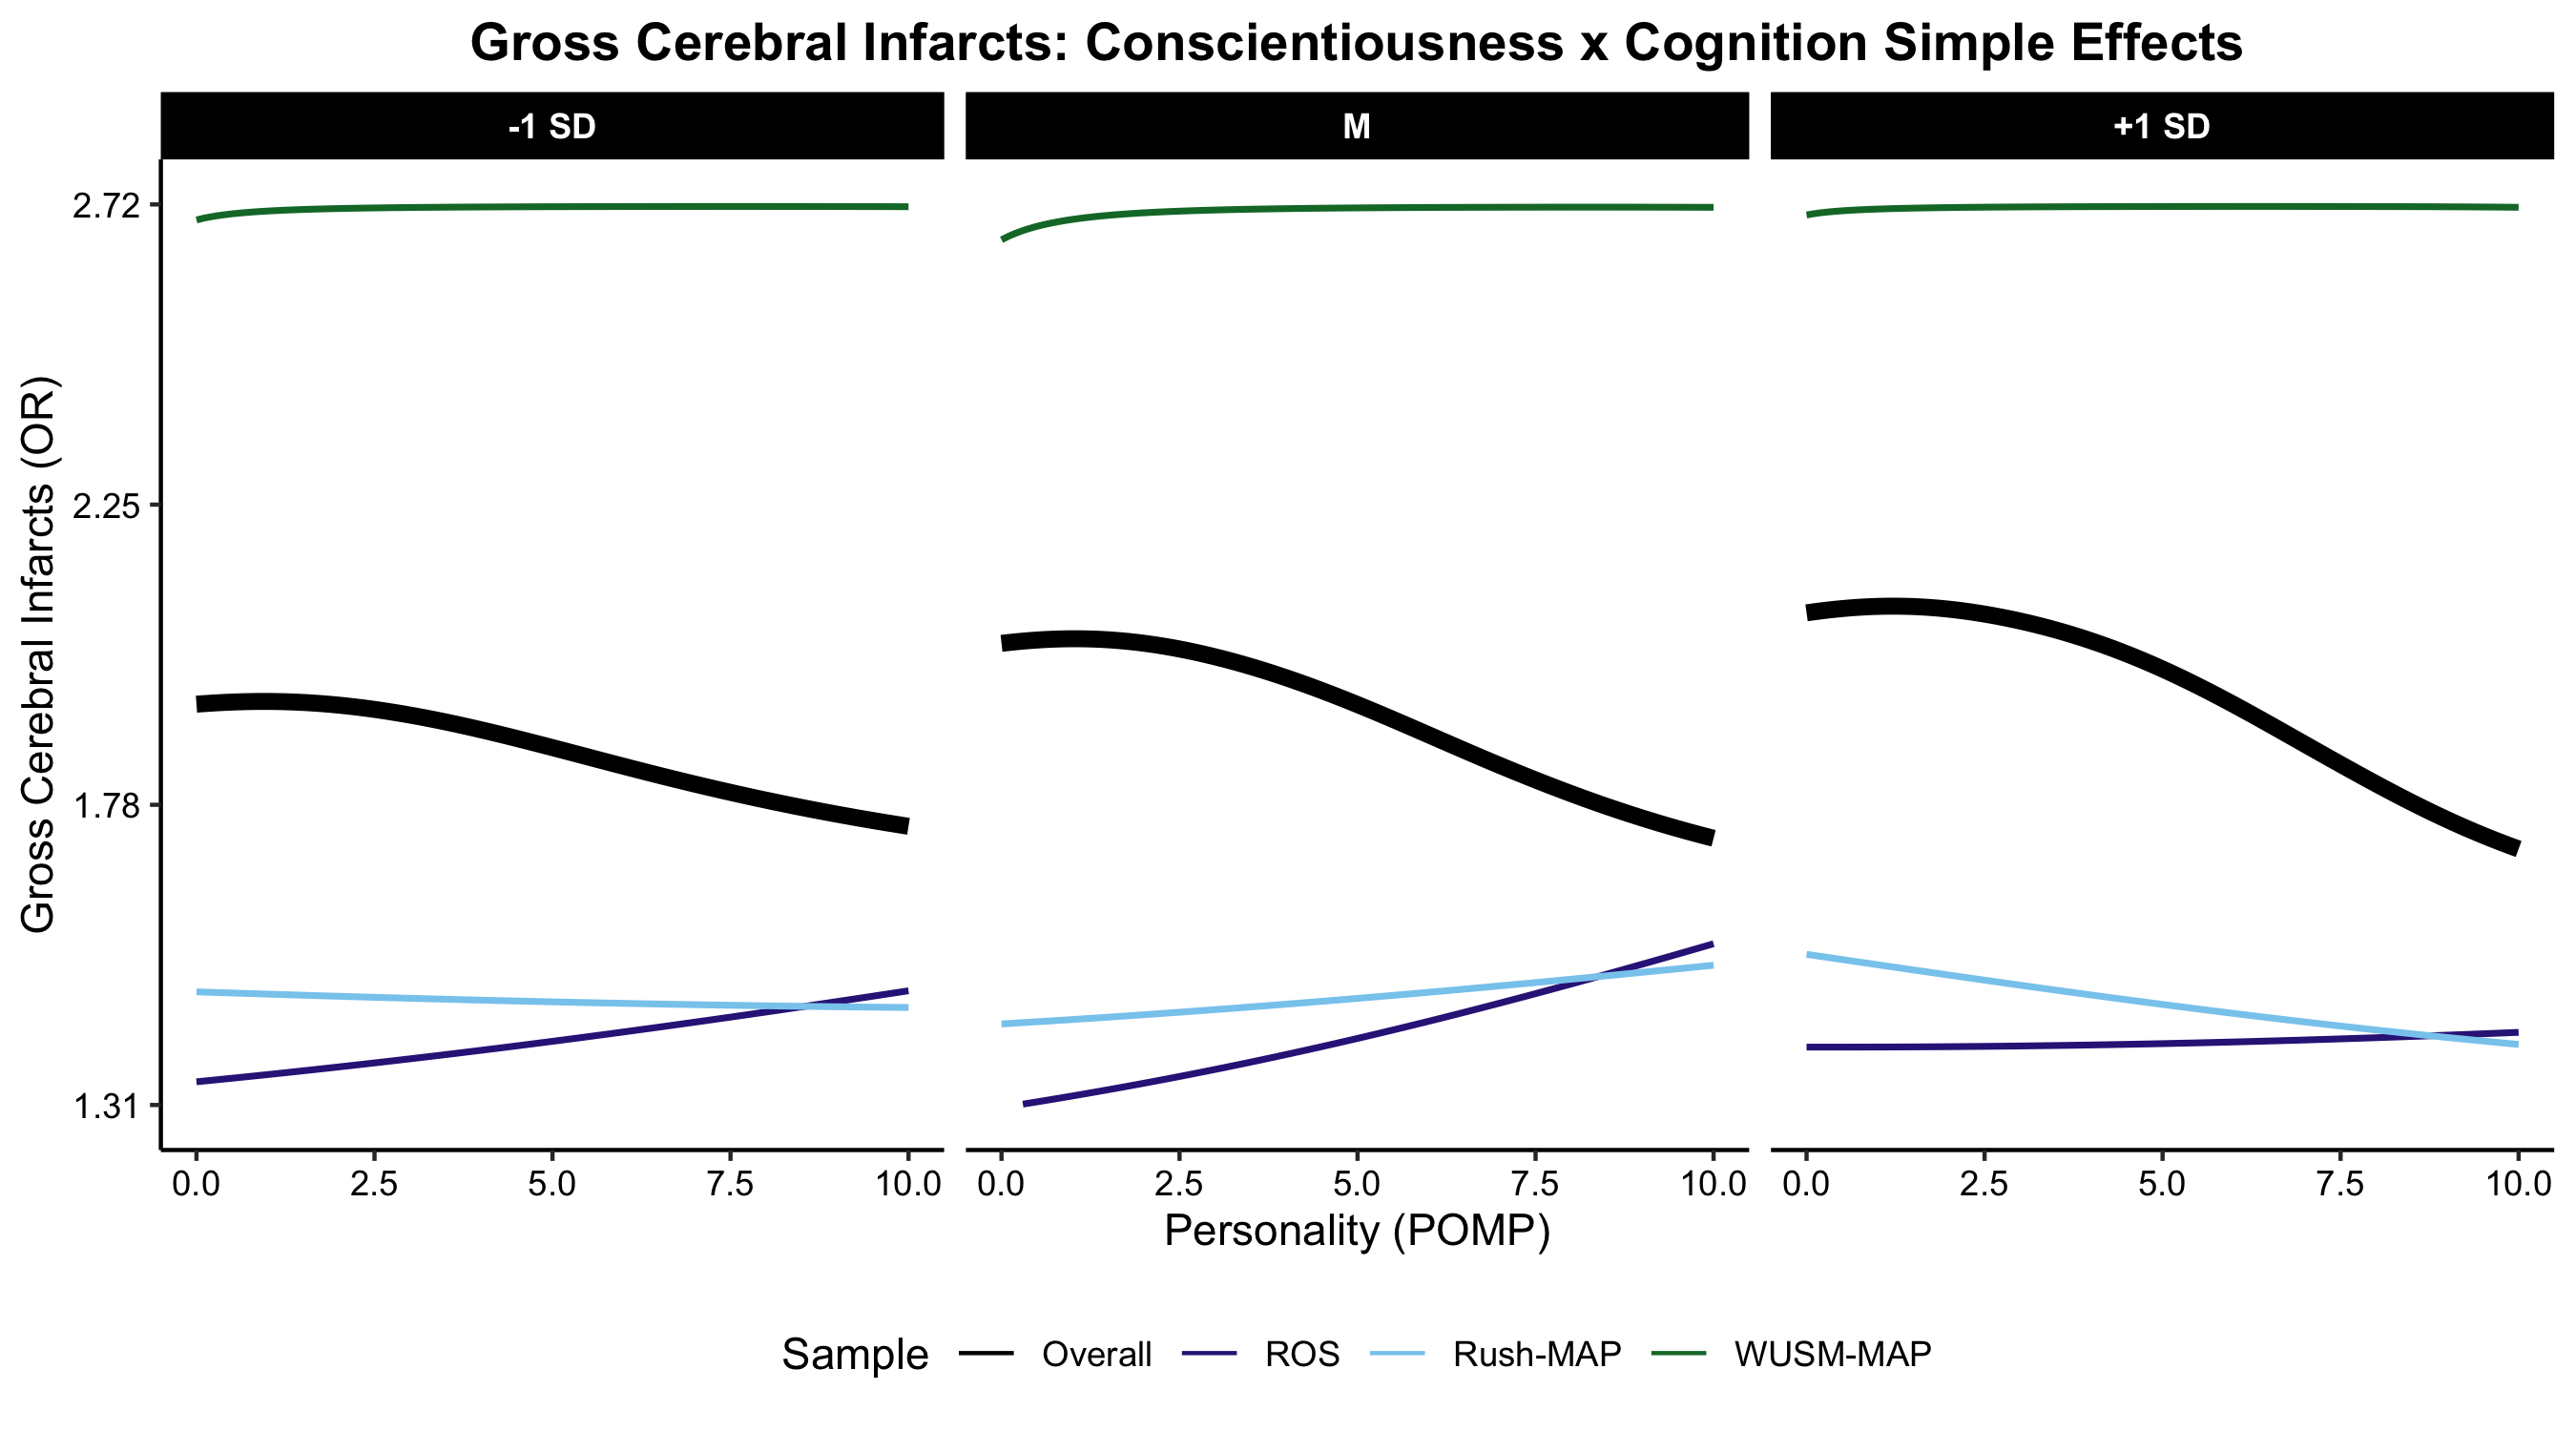 Gross Cerebral Infarcts: Conscientiousness x Cognition Simple Effects
-1 SD
M
+1 SD
Gross Cerebral Infarcts (OR)
2.72
2.25
1.78
1.31
0.0 2.5 5.0 7.5 10.0
0.0 2.5 5.0 7.5 10.0
0.0 2.5 5.0 7.5 10.0
Personality (POMP)
Sample Overall ROS Rush-MAP WUSM-MAP